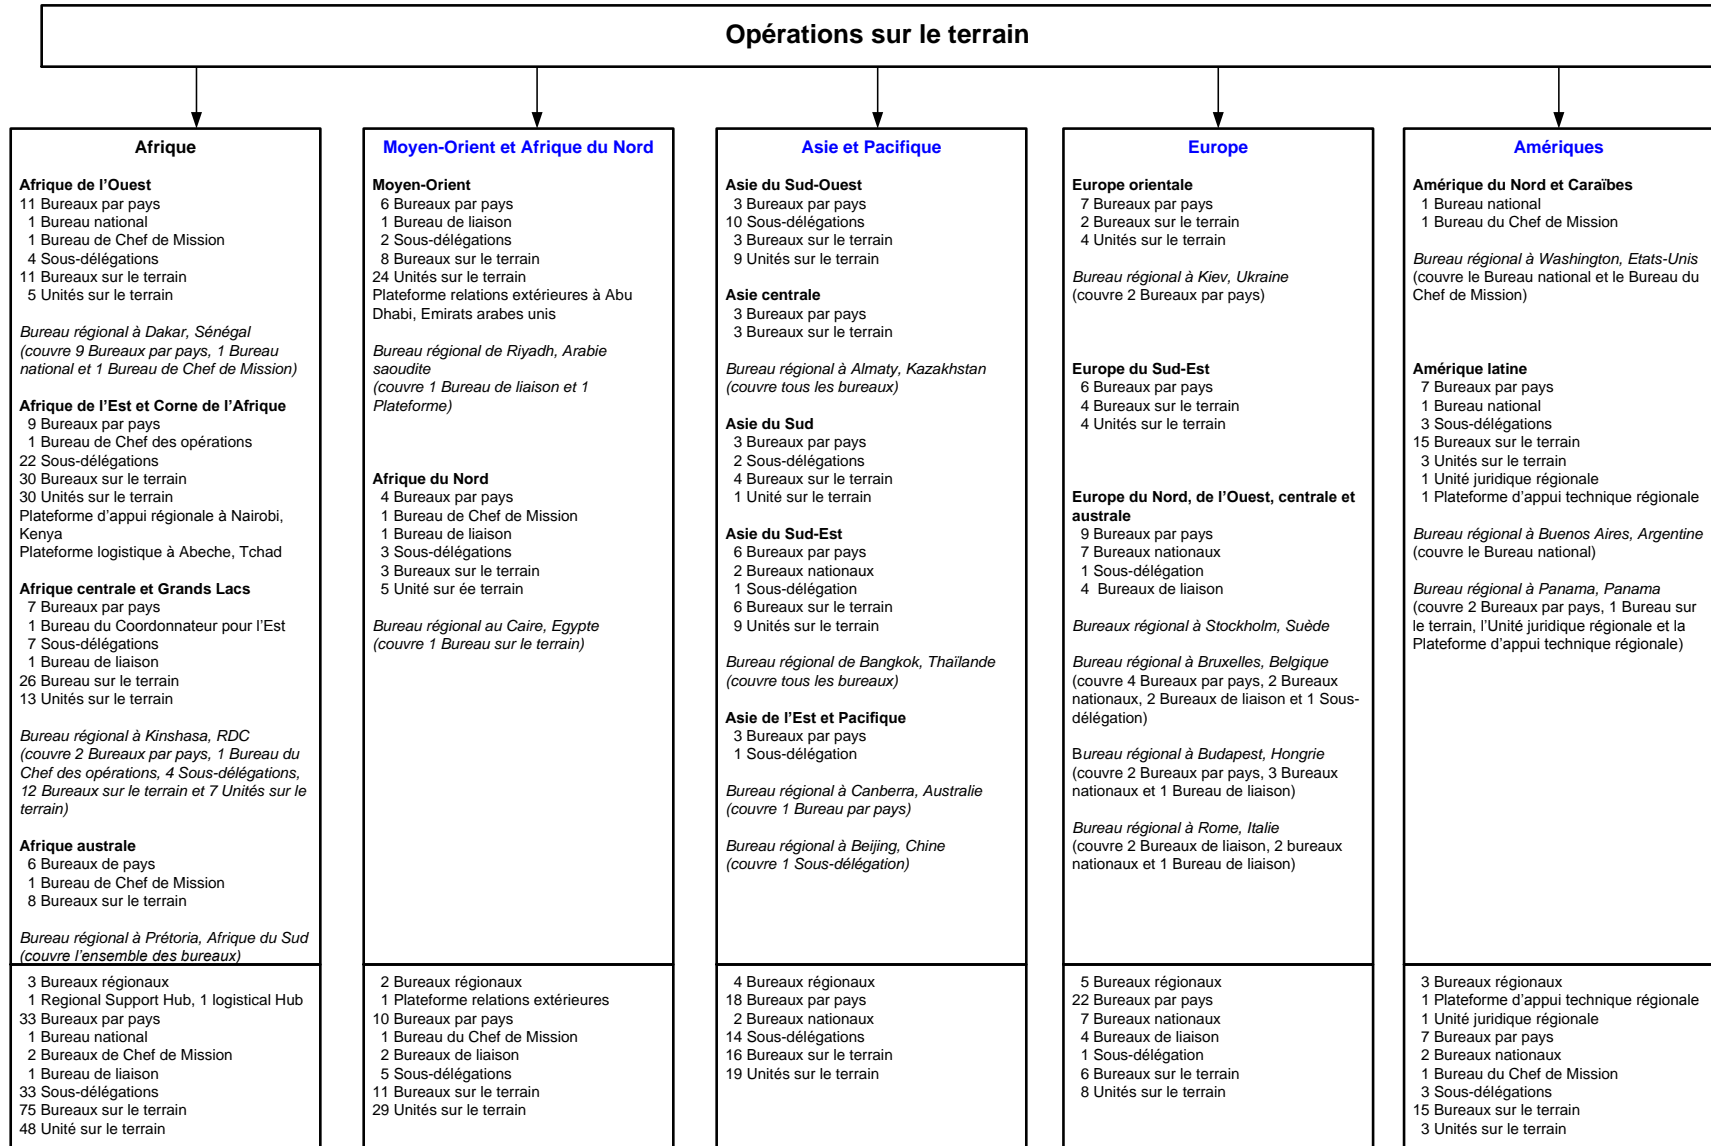 Opérations sur le terrain
Afrique
Afrique de l’Ouest
11 Bureaux par pays
1 Bureau national
1 Bureau de Chef de Mission
4 Sous-délégations
11 Bureaux sur le terrain
5 Unités sur le terrain
Bureau régional à Dakar, Sénégal
(couvre 9 Bureaux par pays, 1 Bureau
national et 1 Bureau de Chef de Mission)
Afrique de l’Est et Corne de l’Afrique
9 Bureaux par pays
1 Bureau de Chef des opérations
22 Sous-délégations
30 Bureaux sur le terrain
30 Unités sur le terrain
Plateforme d’appui régionale à Nairobi,
Kenya
Plateforme logistique à Abeche, Tchad
Afrique centrale et Grands Lacs
7 Bureaux par pays
1 Bureau du Coordonnateur pour l’Est
7 Sous-délégations
1 Bureau de liaison
26 Bureau sur le terrain
13 Unités sur le terrain
Bureau régional à Kinshasa, RDC
(couvre 2 Bureaux par pays, 1 Bureau du
Chef des opérations, 4 Sous-délégations,
12 Bureaux sur le terrain et 7 Unités sur le
terrain)
Afrique australe
6 Bureaux de pays
1 Bureau de Chef de Mission
8 Bureaux sur le terrain
Bureau régional à Prétoria, Afrique du Sud
(couvre l’ensemble des bureaux)
3 Bureaux régionaux
1 Regional Support Hub, 1 logistical Hub
33 Bureaux par pays
1 Bureau national
2 Bureaux de Chef de Mission
1 Bureau de liaison
33 Sous-délégations
75 Bureaux sur le terrain
48 Unité sur le terrain
Moyen-Orient et Afrique du Nord
Moyen-Orient
6 Bureaux par pays
1 Bureau de liaison
2 Sous-délégations
8 Bureaux sur le terrain
24 Unités sur le terrain
Plateforme relations extérieures à Abu
Dhabi, Emirats arabes unis
Bureau régional de Riyadh, Arabie
saoudite
(couvre 1 Bureau de liaison et 1
Plateforme)
Afrique du Nord
4 Bureaux par pays
1 Bureau de Chef de Mission
1 Bureau de liaison
3 Sous-délégations
3 Bureaux sur le terrain
5 Unité sur ée terrain
Bureau régional au Caire, Egypte
(couvre 1 Bureau sur le terrain)
2 Bureaux régionaux
1 Plateforme relations extérieures
10 Bureaux par pays
1 Bureau du Chef de Mission
2 Bureaux de liaison
5 Sous-délégations
11 Bureaux sur le terrain
29 Unités sur le terrain
Asie et Pacifique
Asie du Sud-Ouest
3 Bureaux par pays
10 Sous-délégations
3 Bureaux sur le terrain
9 Unités sur le terrain
Asie centrale
3 Bureaux par pays
3 Bureaux sur le terrain
Bureau régional à Almaty, Kazakhstan
(couvre tous les bureaux)
Asie du Sud
3 Bureaux par pays
2 Sous-délégations
4 Bureaux sur le terrain
1 Unité sur le terrain
Asie du Sud-Est
6 Bureaux par pays
2 Bureaux nationaux
1 Sous-délégation
6 Bureaux sur le terrain
9 Unités sur le terrain
Bureau régional de Bangkok, Thaïlande
(couvre tous les bureaux)
Asie de l’Est et Pacifique
3 Bureaux par pays
1 Sous-délégation
Bureau régional à Canberra, Australie
(couvre 1 Bureau par pays)
Bureau régional à Beijing, Chine
(couvre 1 Sous-délégation)
4 Bureaux régionaux
18 Bureaux par pays
2 Bureaux nationaux
14 Sous-délégations
16 Bureaux sur le terrain
19 Unités sur le terrain
Europe
Europe orientale
7 Bureaux par pays
2 Bureaux sur le terrain
4 Unités sur le terrain
Bureau régional à Kiev, Ukraine
(couvre 2 Bureaux par pays)
Europe du Sud-Est
6 Bureaux par pays
4 Bureaux sur le terrain
4 Unités sur le terrain
Europe du Nord, de l’Ouest, centrale et
australe
9 Bureaux par pays
7 Bureaux nationaux
1 Sous-délégation
4 Bureaux de liaison
Bureaux régional à Stockholm, Suède
Bureau régional à Bruxelles, Belgique
(couvre 4 Bureaux par pays, 2 Bureaux
nationaux, 2 Bureaux de liaison et 1 Sous-
délégation)
Bureau régional à Budapest, Hongrie
(couvre 2 Bureaux par pays, 3 Bureaux
nationaux et 1 Bureau de liaison)
Bureau régional à Rome, Italie
(couvre 2 Bureaux de liaison, 2 bureaux
nationaux et 1 Bureau de liaison)
5 Bureaux régionaux
22 Bureaux par pays
7 Bureaux nationaux
4 Bureaux de liaison
1 Sous-délégation
6 Bureaux sur le terrain
8 Unités sur le terrain
Amériques
Amérique du Nord et Caraïbes
1 Bureau national
1 Bureau du Chef de Mission
Bureau régional à Washington, Etats-Unis
(couvre le Bureau national et le Bureau du
Chef de Mission)
Amérique latine
7 Bureaux par pays
1 Bureau national
3 Sous-délégations
15 Bureaux sur le terrain
3 Unités sur le terrain
1 Unité juridique régionale
1 Plateforme d’appui technique régionale
Bureau régional à Buenos Aires, Argentine
(couvre le Bureau national)
Bureau régional à Panama, Panama
(couvre 2 Bureaux par pays, 1 Bureau sur
le terrain, l’Unité juridique régionale et la
Plateforme d’appui technique régionale)
3 Bureaux régionaux
1 Plateforme d’appui technique régionale
1 Unité juridique régionale
7 Bureaux par pays
2 Bureaux nationaux
1 Bureau du Chef de Mission
3 Sous-délégations
15 Bureaux sur le terrain
3 Unités sur le terrain